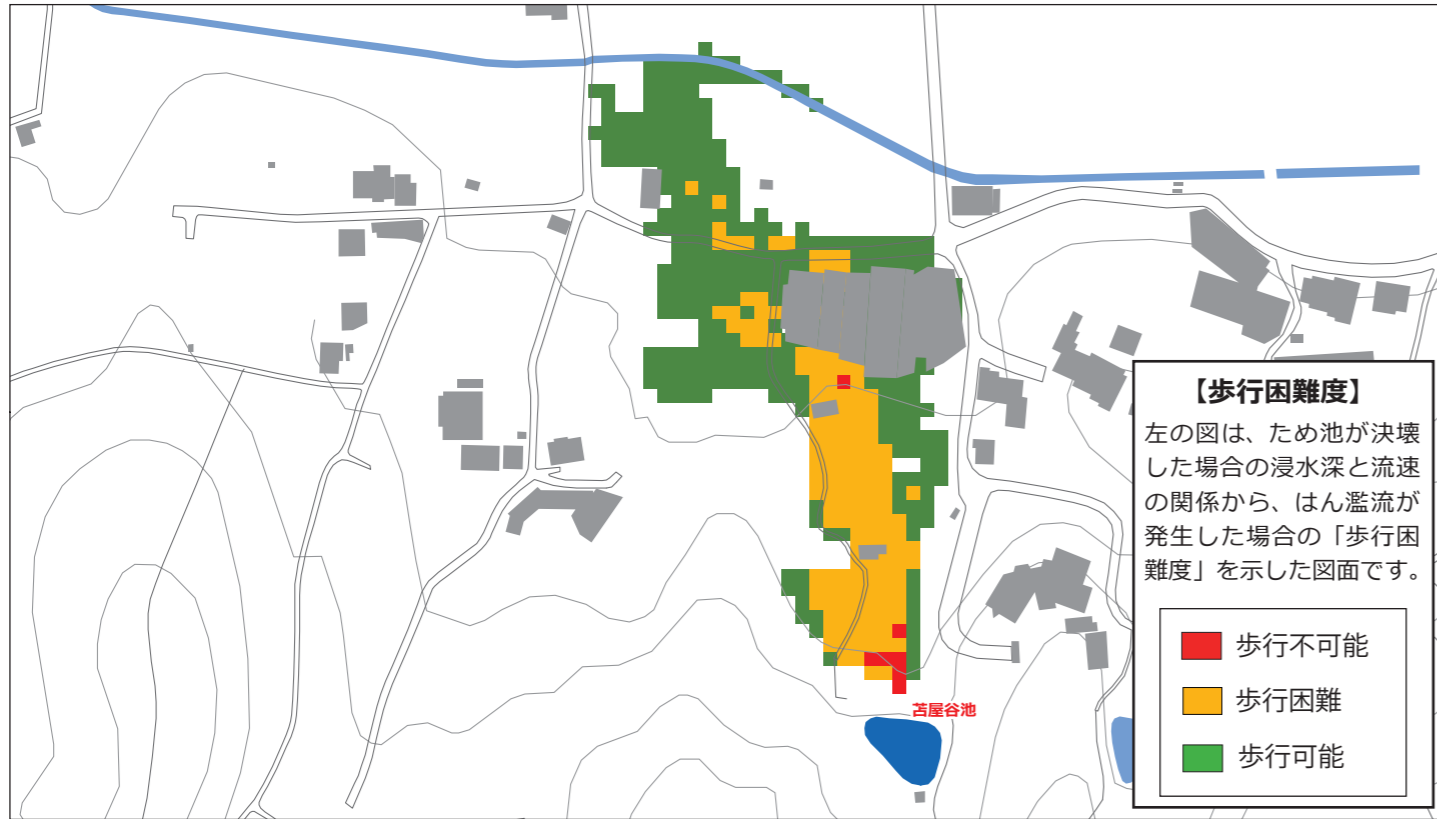 【歩行困難度】
左の図は、ため池が決壊
した場合の浸水深と流速
の関係から、はん濫流が
発生した場合の「歩行困
難度」を示した図面です。
歩行不可能
歩行困難
歩行可能
苫屋谷池